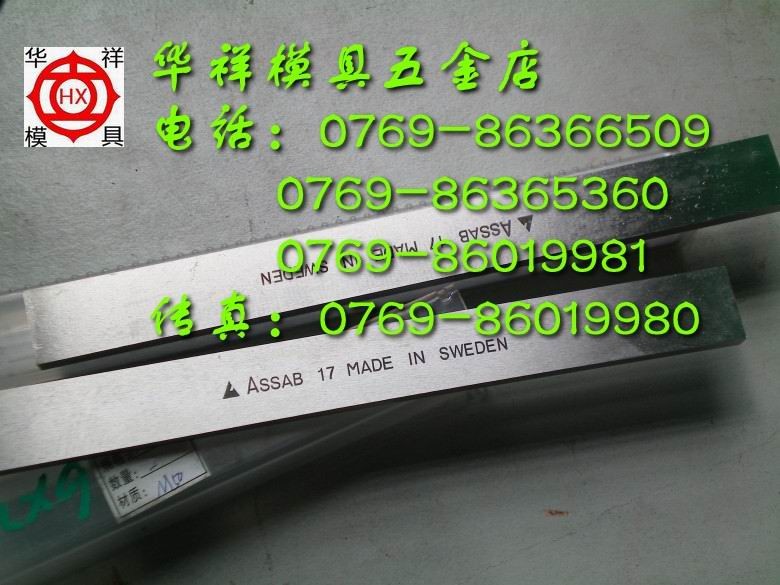 华 祥
HX
模 具
华祥模具五金店
电话：0769-86366509
0769-86365360
0769-86019981
传真：0769-86019980
ASSAB 17 MADE IN SWEDEN
ASSAB 17 MADE IN SWEDEN
数量：
材质：